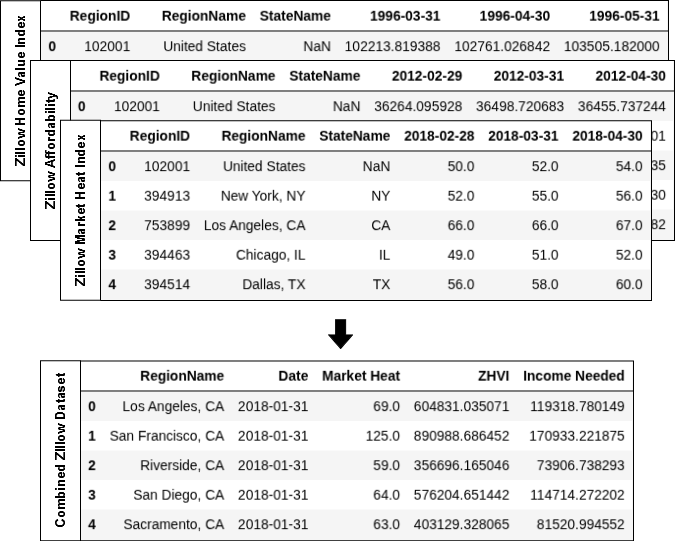 Zillow Home Value Index
RegionID RegionName StateName 1996-03-31 1996-04-30 1996-05-31
0 102001 United States NaN 102213.819388 102761.026842 103505.182000
Zillow Affordability
RegionID RegionName StateName 2012-02-29 2012-03-31 2012-04-30
0 102001 United States NaN 36264.095928 36498.720683 36455.737244
01
35
30
82
Zillow Market Heat Index
RegionID RegionName StateName 2018-02-28 2018-03-31 2018-04-30
0 102001 United States NaN 50.0 52.0 54.0
1 394913 New York, NY NY 52.0 55.0 56.0
2 753899 Los Angeles, CA CA 66.0 66.0 67.0
3 394463 Chicago, IL IL 49.0 51.0 52.0
4 394514 Dallas, TX TX 56.0 58.0 60.0
Combined Zillow Dataset
RegionName Date Market Heat ZHVI Income Needed
0 Los Angeles, CA 2018-01-31 69.0 604831.035071 119318.780149
1 San Francisco, CA 2018-01-31 125.0 890988.686452 170933.221875
2 Riverside, CA 2018-01-31 59.0 356696.165046 73906.738293
3 San Diego, CA 2018-01-31 64.0 576204.651442 114714.272202
4 Sacramento, CA 2018-01-31 63.0 403129.328065 81520.994552